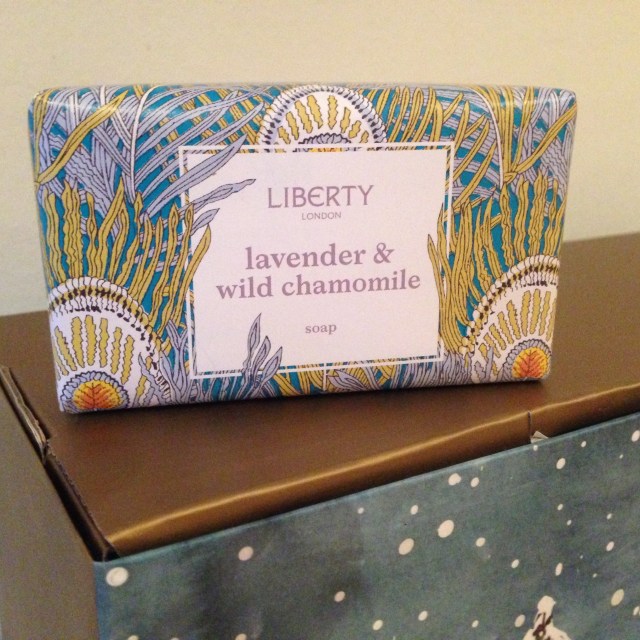 LIBERTY
LONDON
lavender &
wild chamomile
soap